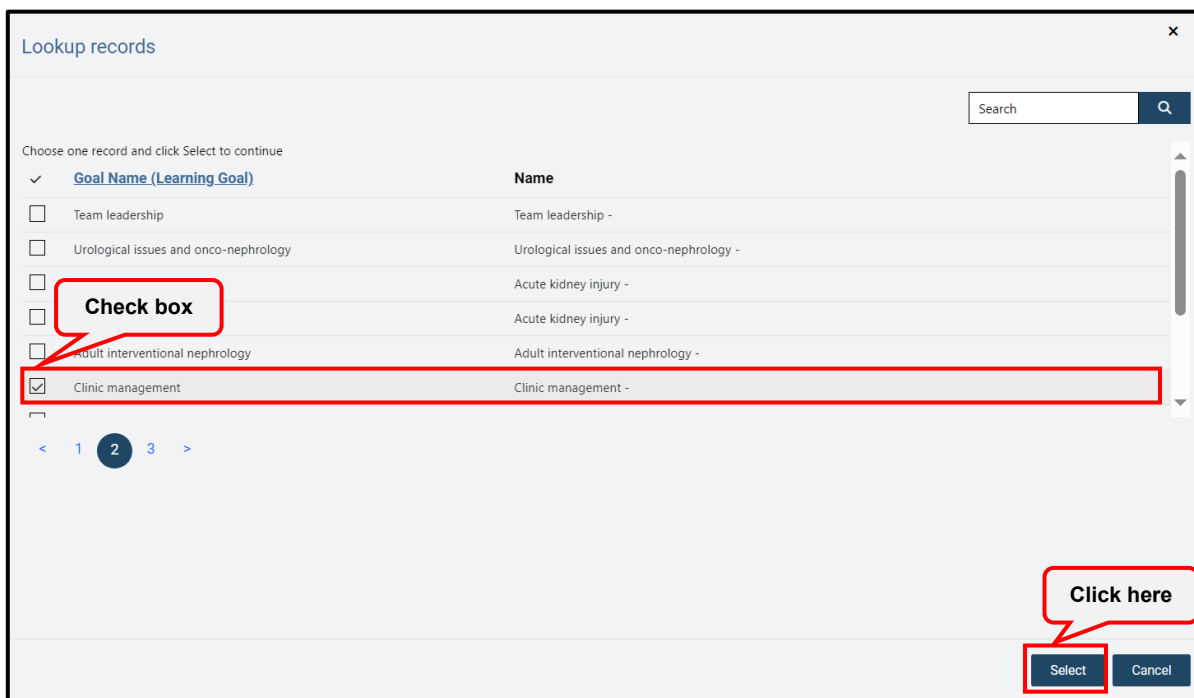 Lookup records
×
Search
Choose one record and click Select to continue
Goal Name (Learning Goal) Name
Team leadership Team leadership -
Urological issues and onco-nephrology Urological issues and onco-nephrology -
Acute kidney injury -
Check box
Acute kidney injury -
Adult interventional nephrology Adult interventional nephrology -
Clinic management Clinic management -
< 1 2 3 >
Click here
Select Cancel